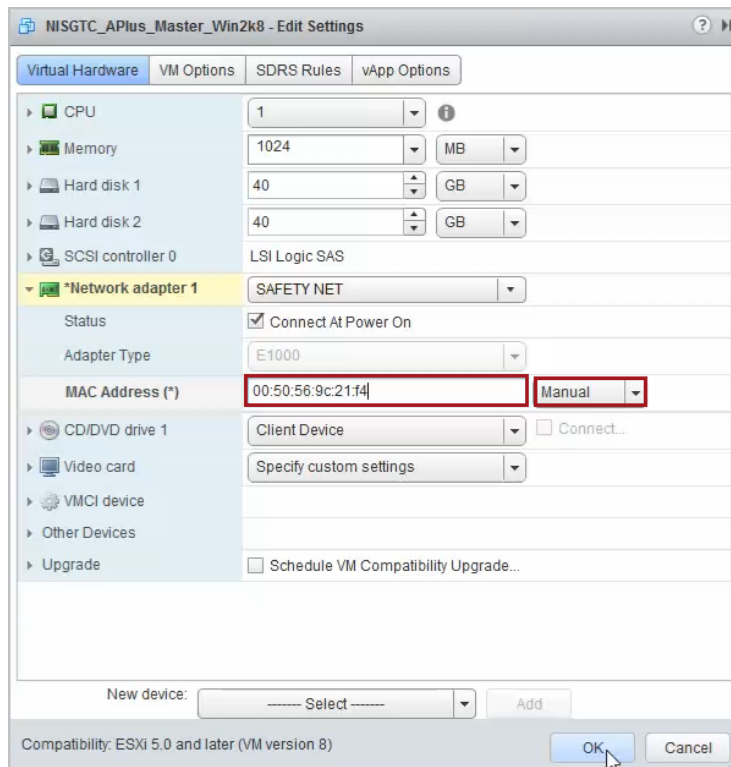 NISGTC_APlus_Master_Win2k8 - Edit Settings ?
Virtual Hardware VM Options SDRS Rules vApp Options
CPU 1
Memory 1024 MB
Hard disk 1 40 GB
Hard disk 2 40 GB
SCSI controller 0 LSI Logic SAS
*Network adapter 1 SAFETY NET
Status Connect At Power On
Adapter Type E1000
MAC Address (*) 00:50:56:9c:21:f4 Manual
CD/DVD drive 1 Client Device Connect...
Video card Specify custom settings
VMCI device
Other Devices
Upgrade Schedule VM Compatibility Upgrade...
New device: ------- Select ------- Add
Compatibility: ESXi 5.0 and later (VM version 8) OK Cancel